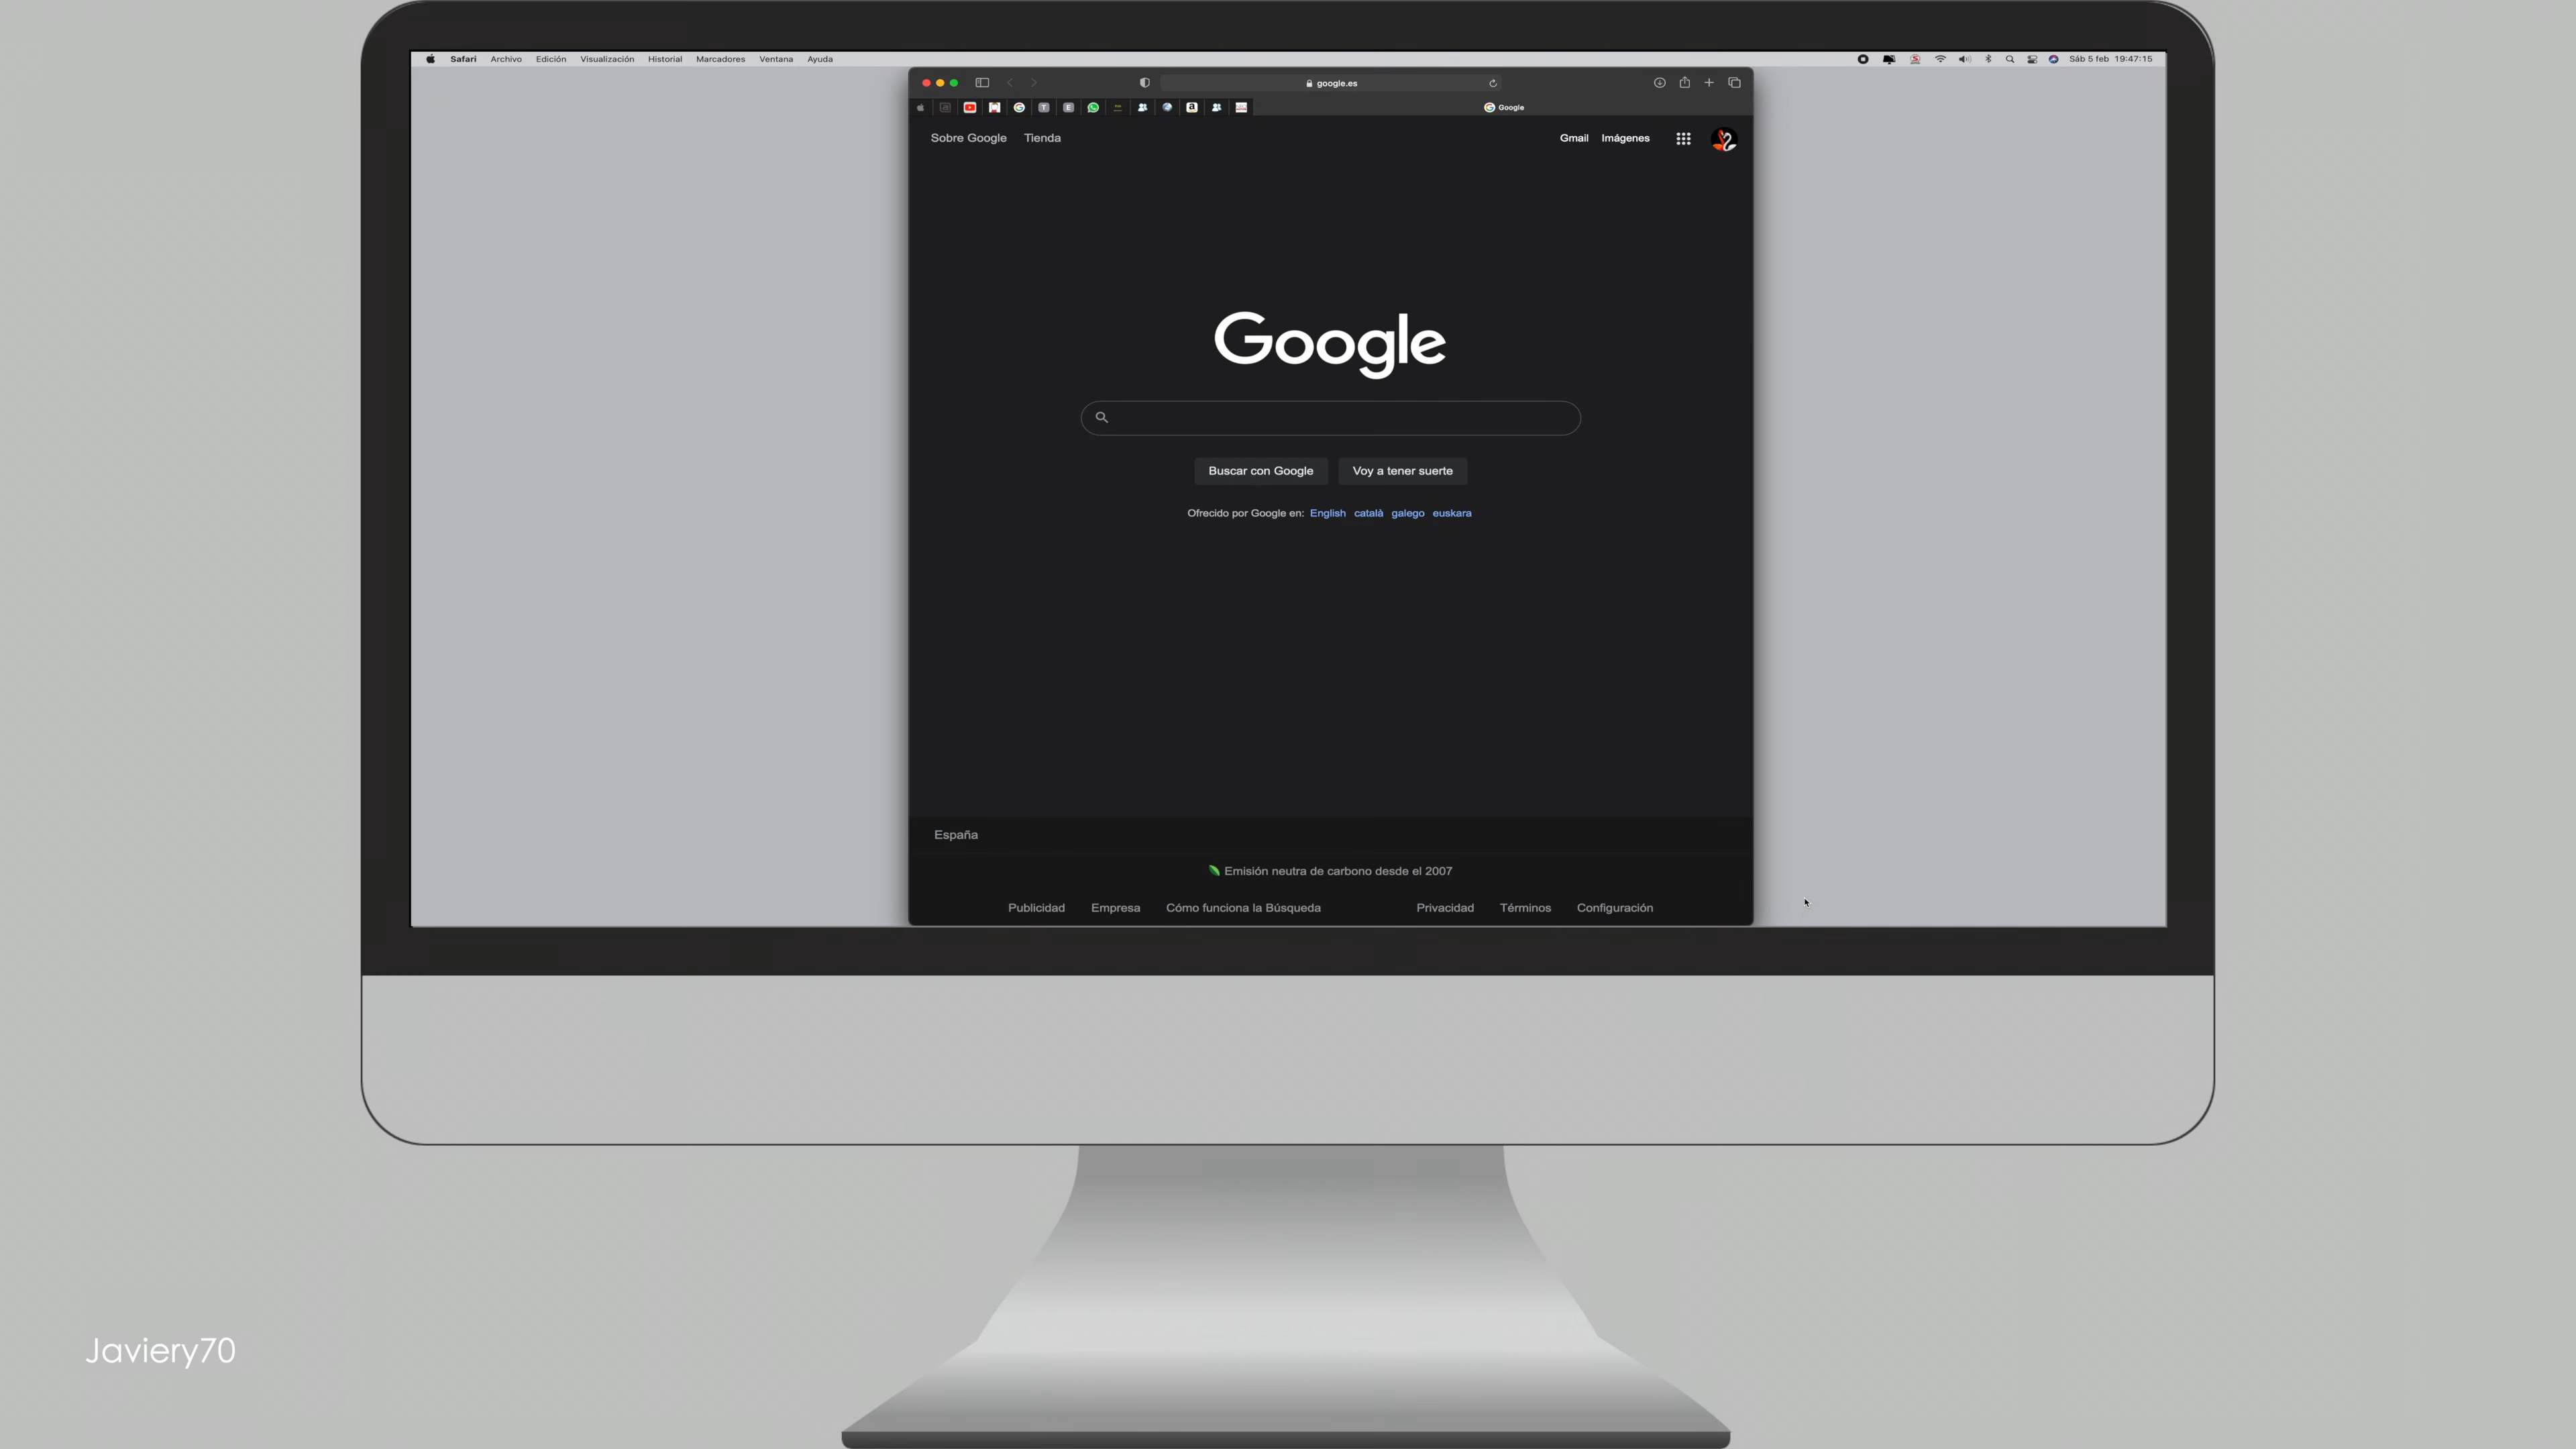 Safari Archivo Edición Visualización Historial Marcadores Ventana Ayuda
Sáb 5 feb 19:47:15
google.es
T E a Google
Sobre Google Tienda
Gmail Imágenes
Google
Buscar con Google Voy a tener suerte
Ofrecido por Google en: English català galego euskara
España
Emisión neutra de carbono desde el 2007
Publicidad Empresa Cómo funciona la Búsqueda Privacidad Términos Configuración
Javiery70